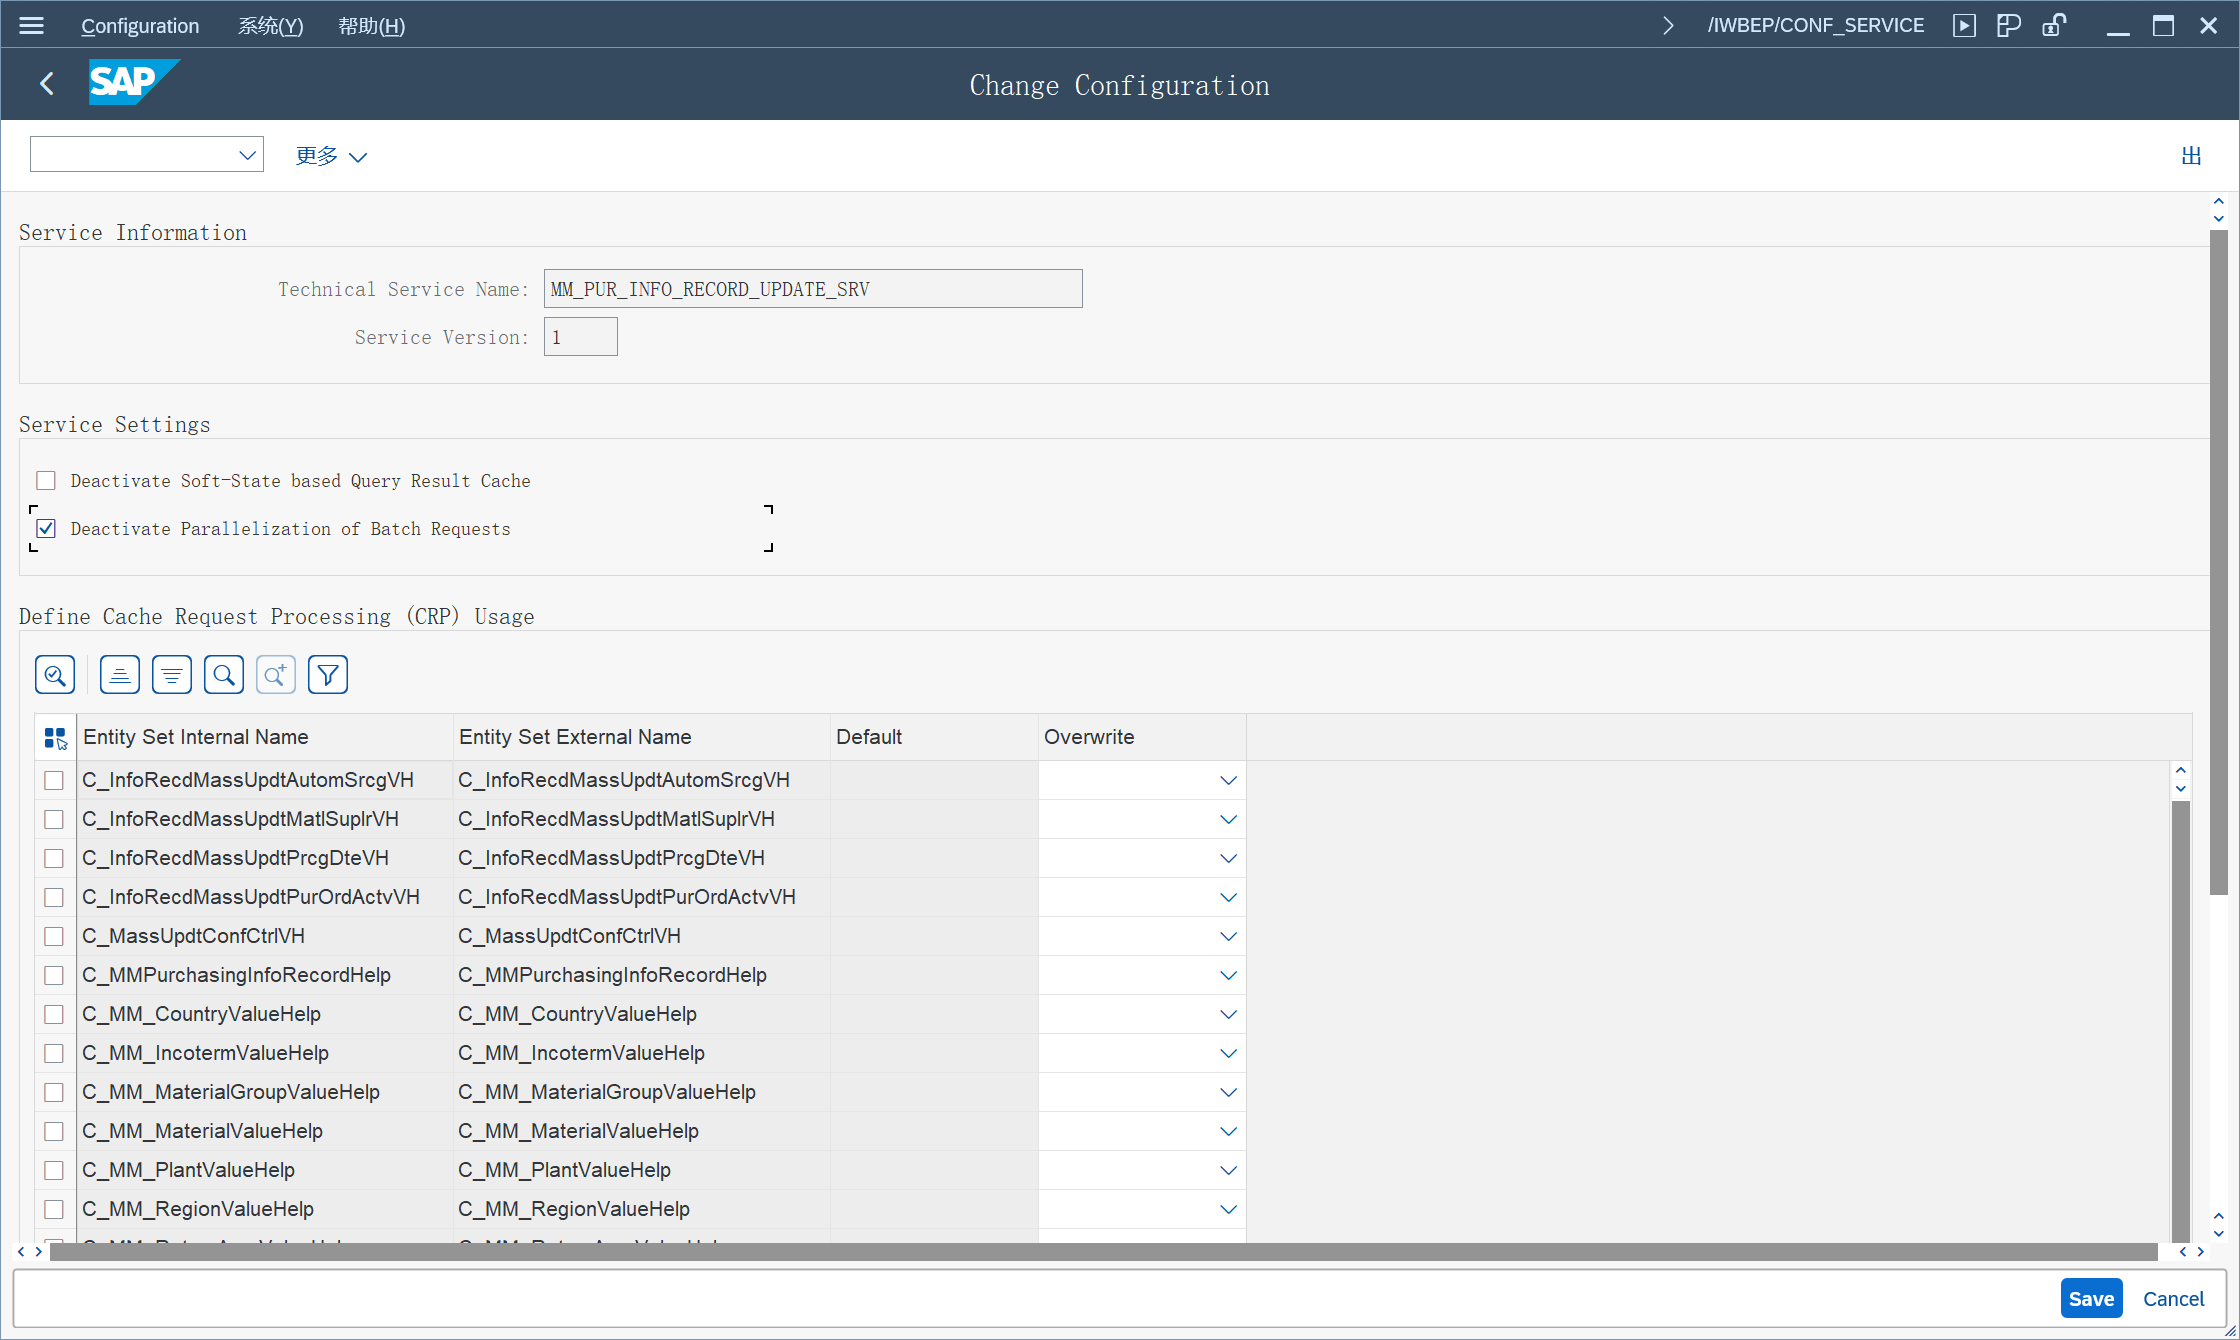 Configuration 系统(Y) 帮助(H) /IWBEP/CONF_SERVICE
SAP Change Configuration
更多 出
Service Information
Technical Service Name: MM_PUR_INFO_RECORD_UPDATE_SRV
Service Version: 1
Service Settings
Deactivate Soft-State based Query Result Cache
Deactivate Parallelization of Batch Requests
Define Cache Request Processing (CRP) Usage
Entity Set Internal Name Entity Set External Name Default Overwrite
C_InfoRecdMassUpdtAutomSrcgVH C_InfoRecdMassUpdtAutomSrcgVH
C_InfoRecdMassUpdtMatlSuplrVH C_InfoRecdMassUpdtMatlSuplrVH
C_InfoRecdMassUpdtPrcgDteVH C_InfoRecdMassUpdtPrcgDteVH
C_InfoRecdMassUpdtPurOrdActvVH C_InfoRecdMassUpdtPurOrdActvVH
C_MassUpdtConfCtrlVH C_MassUpdtConfCtrlVH
C_MMPurchasingInfoRecordHelp C_MMPurchasingInfoRecordHelp
C_MM_CountryValueHelp C_MM_CountryValueHelp
C_MM_IncotermValueHelp C_MM_IncotermValueHelp
C_MM_MaterialGroupValueHelp C_MM_MaterialGroupValueHelp
C_MM_MaterialValueHelp C_MM_MaterialValueHelp
C_MM_PlantValueHelp C_MM_PlantValueHelp
C_MM_RegionValueHelp C_MM_RegionValueHelp
Save Cancel